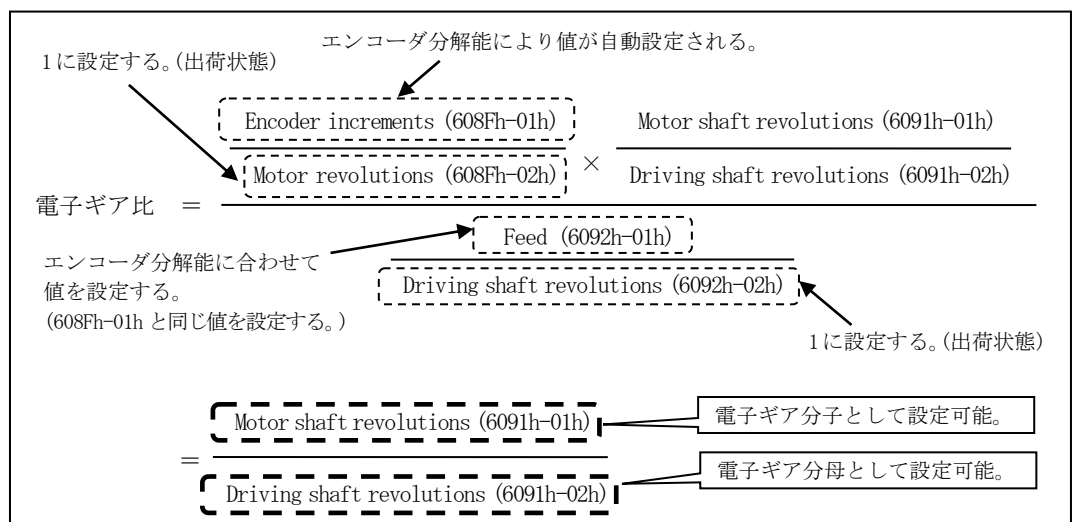 エンコーダ分解能により値が自動設定される。
1に設定する。(出荷状態)
Encoder increments (608Fh-01h)
Motor shaft revolutions (6091h-01h)
Motor revolutions (608Fh-02h)
×
Driving shaft revolutions (6091h-02h)
電子ギア比 =
Feed (6092h-01h)
エンコーダ分解能に合わせて
値を設定する。
(608Fh-01h と同じ値を設定する。)
Driving shaft revolutions (6092h-02h)
1に設定する。(出荷状態)
Motor shaft revolutions (6091h-01h)
電子ギア分子として設定可能。
=
Driving shaft revolutions (6091h-02h)
電子ギア分母として設定可能。